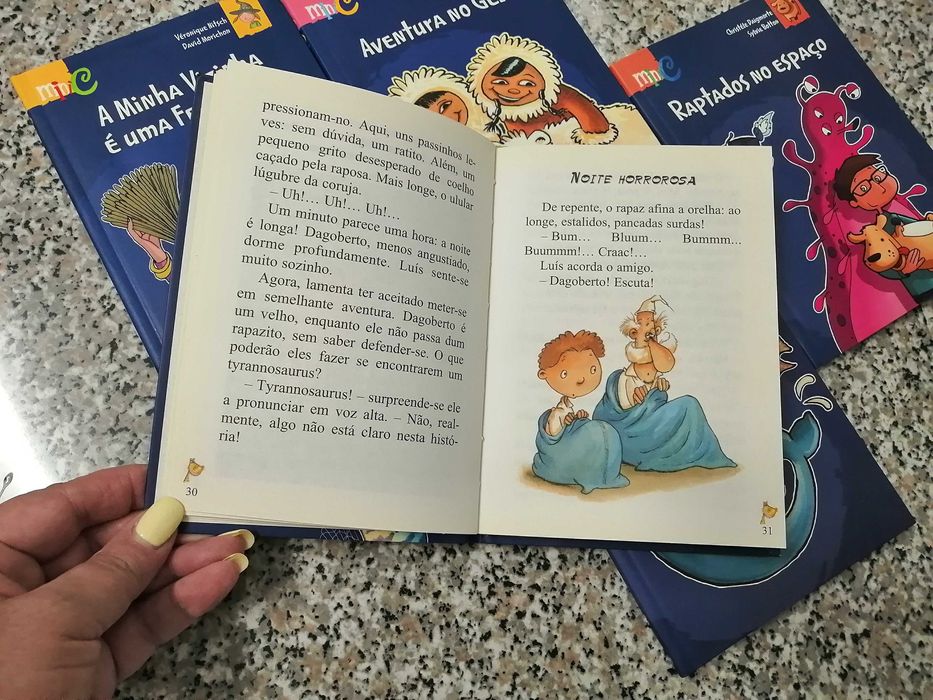 Véronique Bitsch
David Morichon
mini C
A Minha
é uma
mini C
Aventura no
Christèle Daugmorte
Sylvie Batton
mini C
Raptados no espaço
pressionam-no. Aqui, uns passinhos le-
ves: sem dúvida, um ratito. Além, um
pequeno grito desesperado de coelho
caçado pela raposa. Mais longe, o ulular
lúgubre da coruja.
– Uh!… Uh!… Uh!…
Um minuto parece uma hora: a noite
é longa! Dagoberto, menos angustiado,
dorme profundamente. Luís sente-se
muito sozinho.
Agora, lamenta ter aceitado meter-se
em semelhante aventura. Dagoberto é
um velho, enquanto ele não passa dum
rapazito, sem saber defender-se. O que
poderão eles fazer se encontrarem um
tyrannosaurus?
– Tyrannosaurus! – surpreende-se ele
a pronunciar em voz alta. – Não, real-
mente, algo não está claro nesta histó-
ria!
30
Noite horrorosa
De repente, o rapaz afina a orelha: ao
longe, estalidos, pancadas surdas!
– Bum… Bluum… Bummm...
Buummm!… Craac!…
Luís acorda o amigo.
– Dagoberto! Escuta!
31